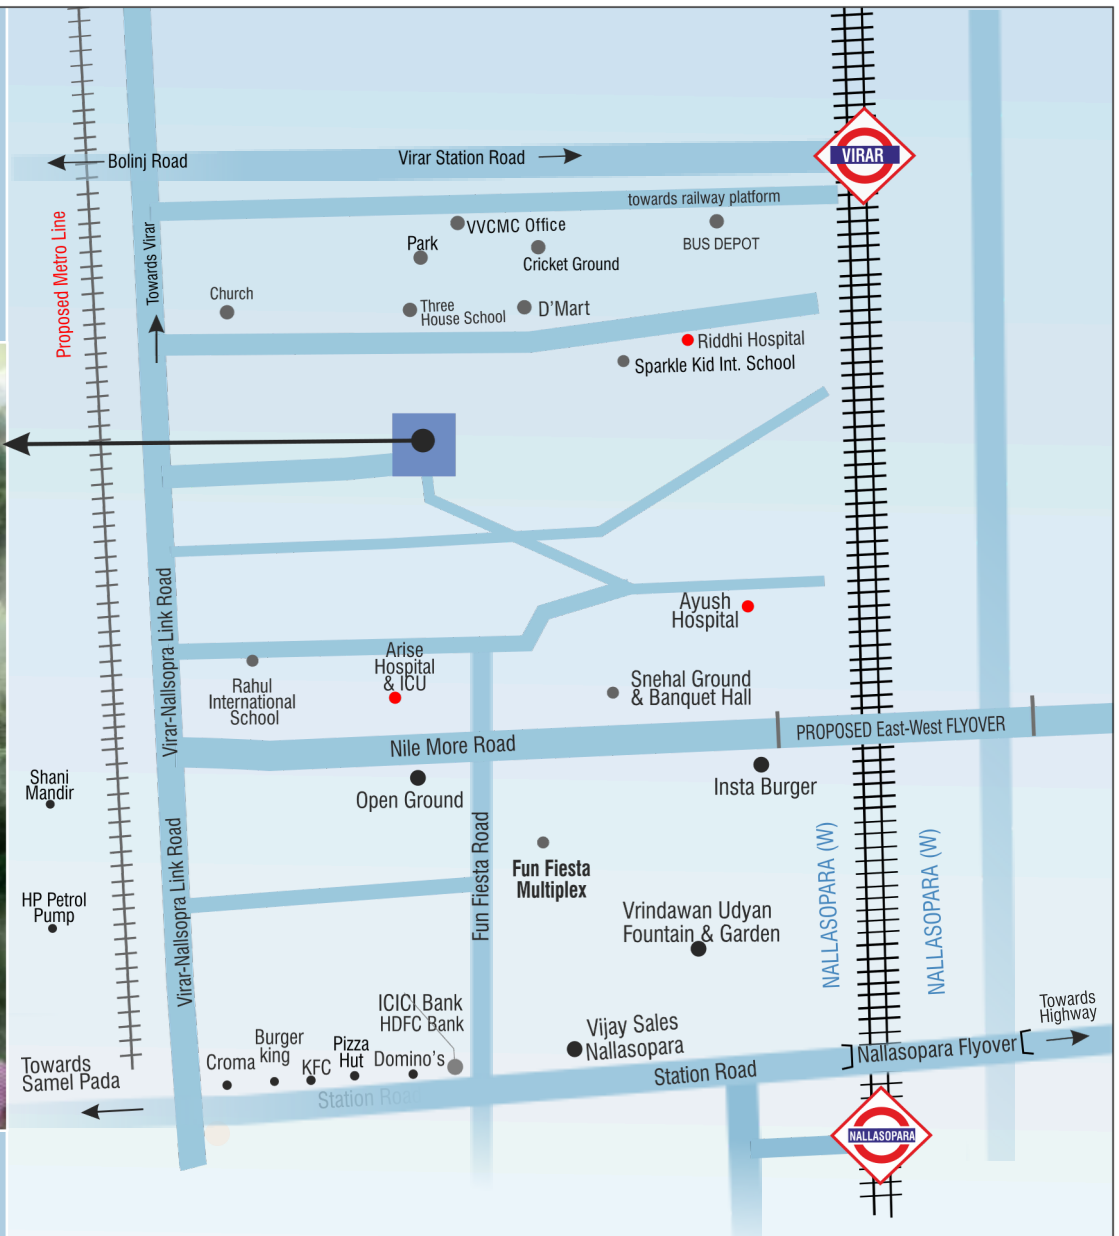 VIRAR
Bolinj Road
Virar Station Road
towards railway platform
VVCMC Office
BUS DEPOT
Park
Cricket Ground
Towards Virar
Proposed Metro Line
Church
Three
House School
D'Mart
Riddhi Hospital
Sparkle Kid Int. School
Virar-Nallsopra Link Road
Ayush
Hospital
Arise
Hospital
& ICU
Rahul
International
School
Snehal Ground
& Banquet Hall
PROPOSED East-West FLYOVER
Nile More Road
Shani
Mandir
Open Ground
Insta Burger
Virar-Nallsopra Link Road
Fun Fiesta Road
Fun Fiesta
Multiplex
NALLASOPARA (W)
NALLASOPARA (W)
HP Petrol
Pump
Vrindawan Udyan
Fountain & Garden
ICICI Bank
HDFC Bank
Towards
Highway
Vijay Sales
Nallasopara
Nallasopara Flyover
Towards
Samel Pada
Croma
Burger
king
KFC
Pizza
Hut
Domino's
Station Road
Station Road
NALLASOPARA